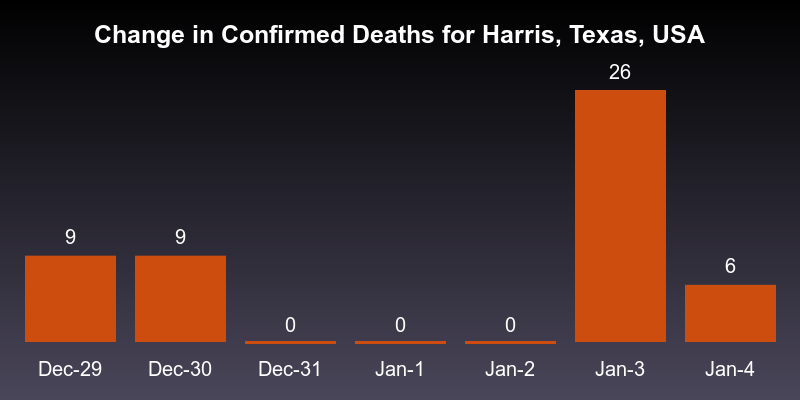 Change in Confirmed Deaths for Harris, Texas, USA
26
9 9
6
0 0 0
Dec-29 Dec-30 Dec-31 Jan-1 Jan-2 Jan-3 Jan-4